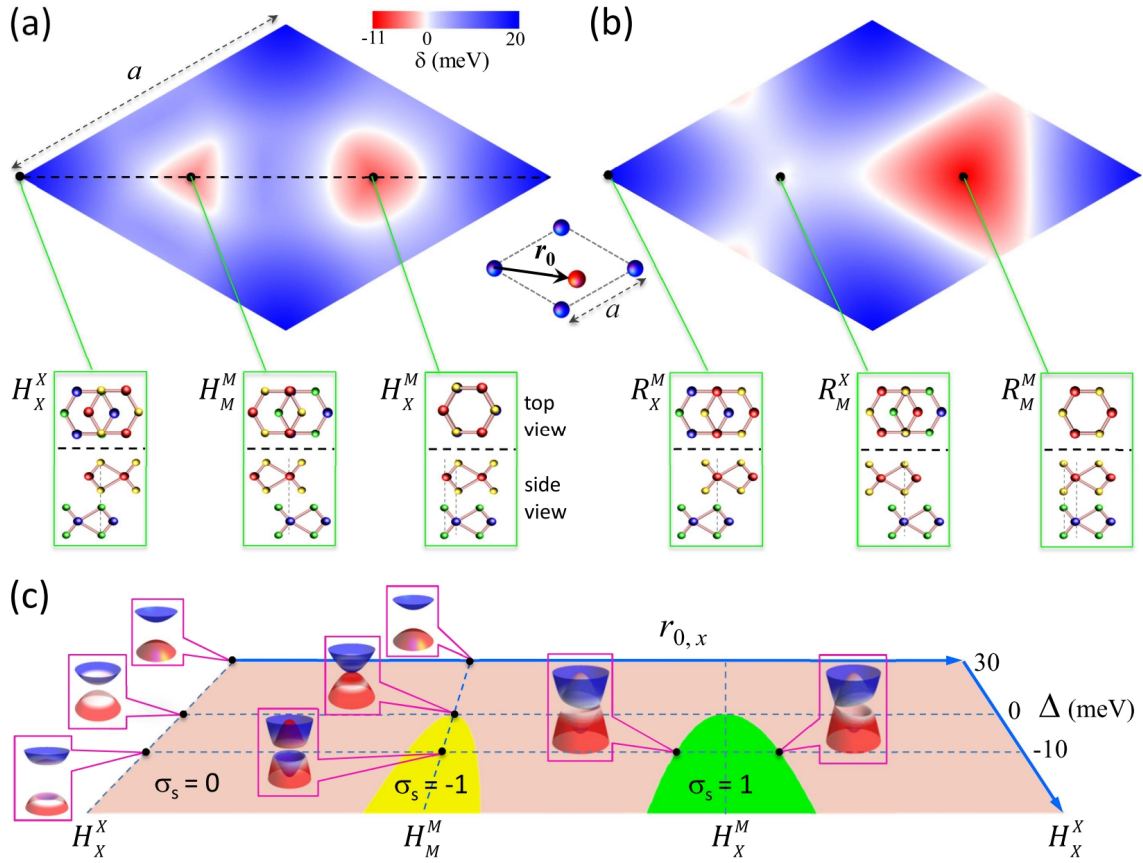 (a)
a
-11 0 20
δ (meV)
(b)
r₀
a
H_X^X
H_M^M
H_X^M
top
view
side
view
R_X^M
R_M^X
R_M^M
(c)
r₀,ₓ
30
0 Δ (meV)
-10
σₛ = 0
σₛ = -1
σₛ = 1
H_X^X
H_M^M
H_X^M
H_X^X